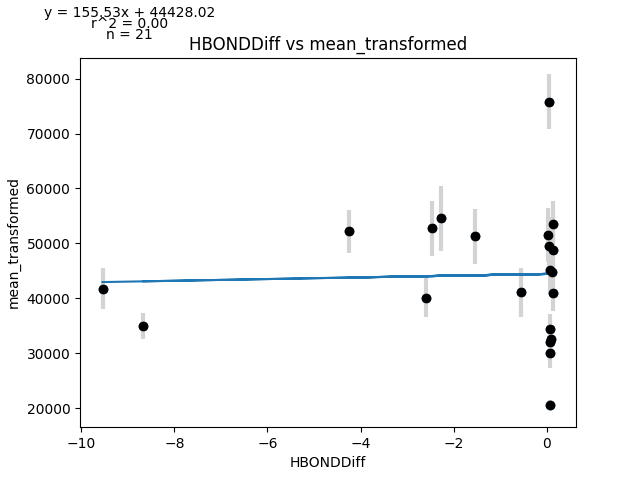 y = 155.53x + 44428.02
r^2 = 0.00
n = 21
HBONDDiff vs mean_transformed
80000
70000
60000
50000
40000
30000
20000
mean_transformed
−10
−8
−6
−4
−2
0
HBONDDiff